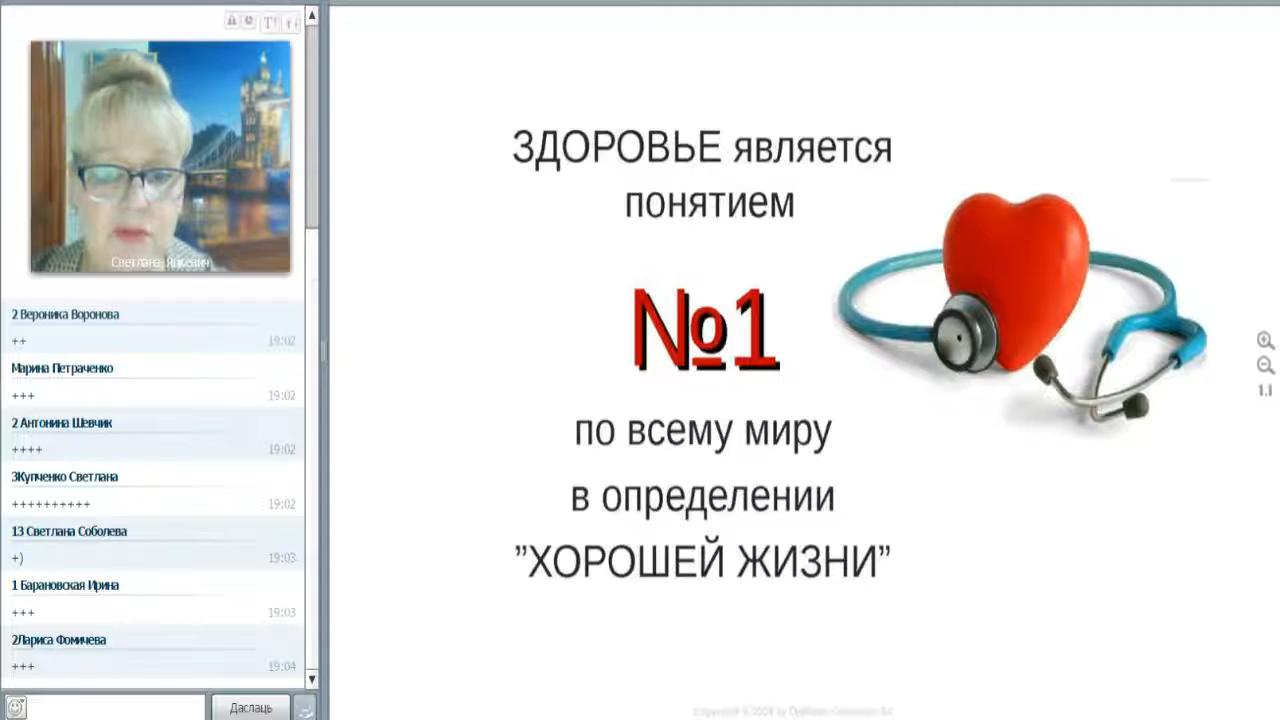 Светлана Яцкевич
2 Вероника Воронова
++
19:02
Марина Петраченко
+++
19:02
2 Антонина Шевчик
++++
19:02
3Купченко Светлана
++++++++++
19:02
13 Светлана Соболева
+)
19:03
1 Барановская Ирина
+++
19:03
2Лариса Фомичева
+++
19:04
Даслаць
ЗДОРОВЬЕ является
понятием
№1
по всему миру
в определении
”ХОРОШЕЙ ЖИЗНИ”
1:1